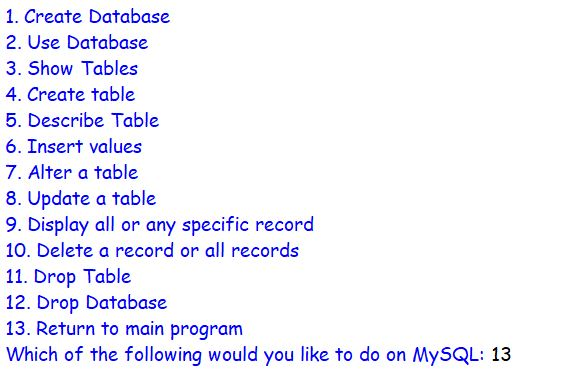 1. Create Database
2. Use Database
3. Show Tables
4. Create table
5. Describe Table
6. Insert values
7. Alter a table
8. Update a table
9. Display all or any specific record
10. Delete a record or all records
11. Drop Table
12. Drop Database
13. Return to main program
Which of the following would you like to do on MySQL: 13